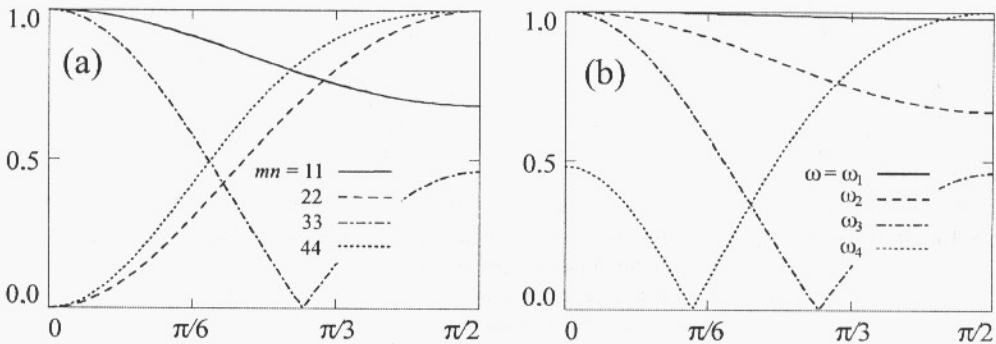 1.0
(a)
0.5
mn = 11
22
33
44
0.0
0 π/6 π/3 π/2
1.0
(b)
0.5
ω = ω₁
ω₂
ω₃
ω₄
0.0
0 π/6 π/3 π/2